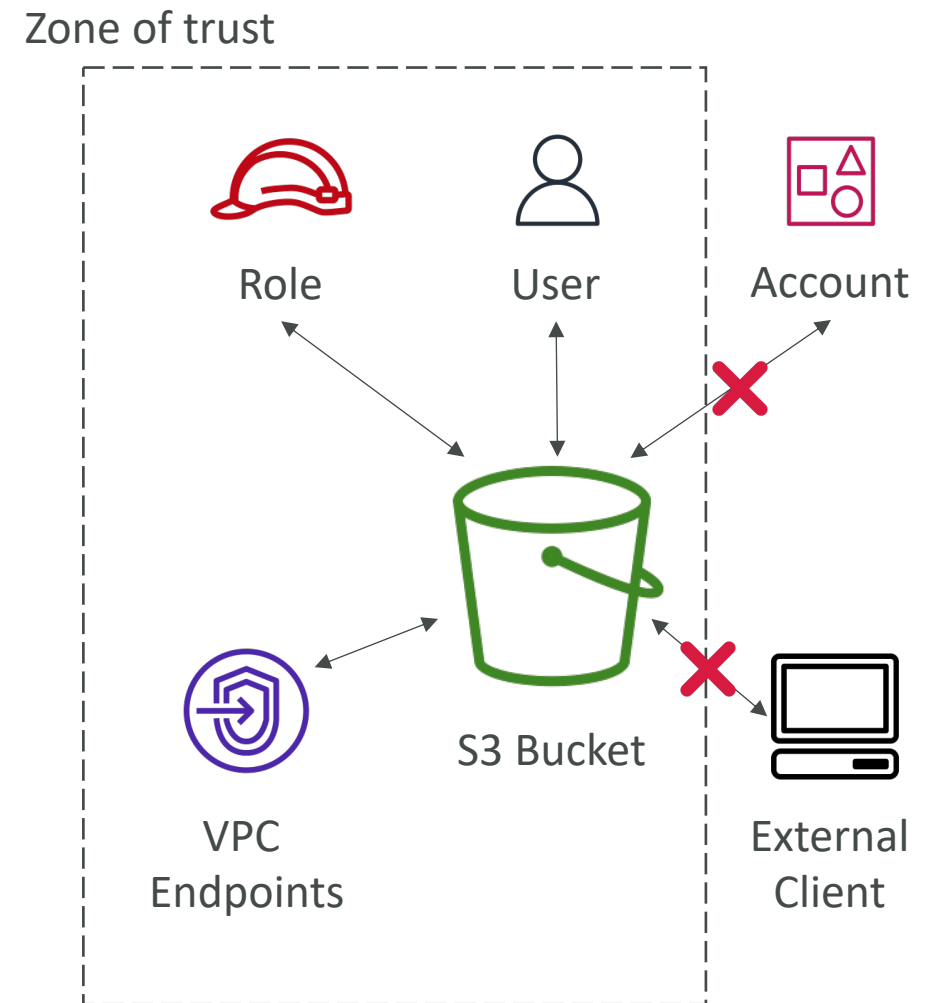 Zone of trust
Role
User
Account
S3 Bucket
VPC
Endpoints
External
Client